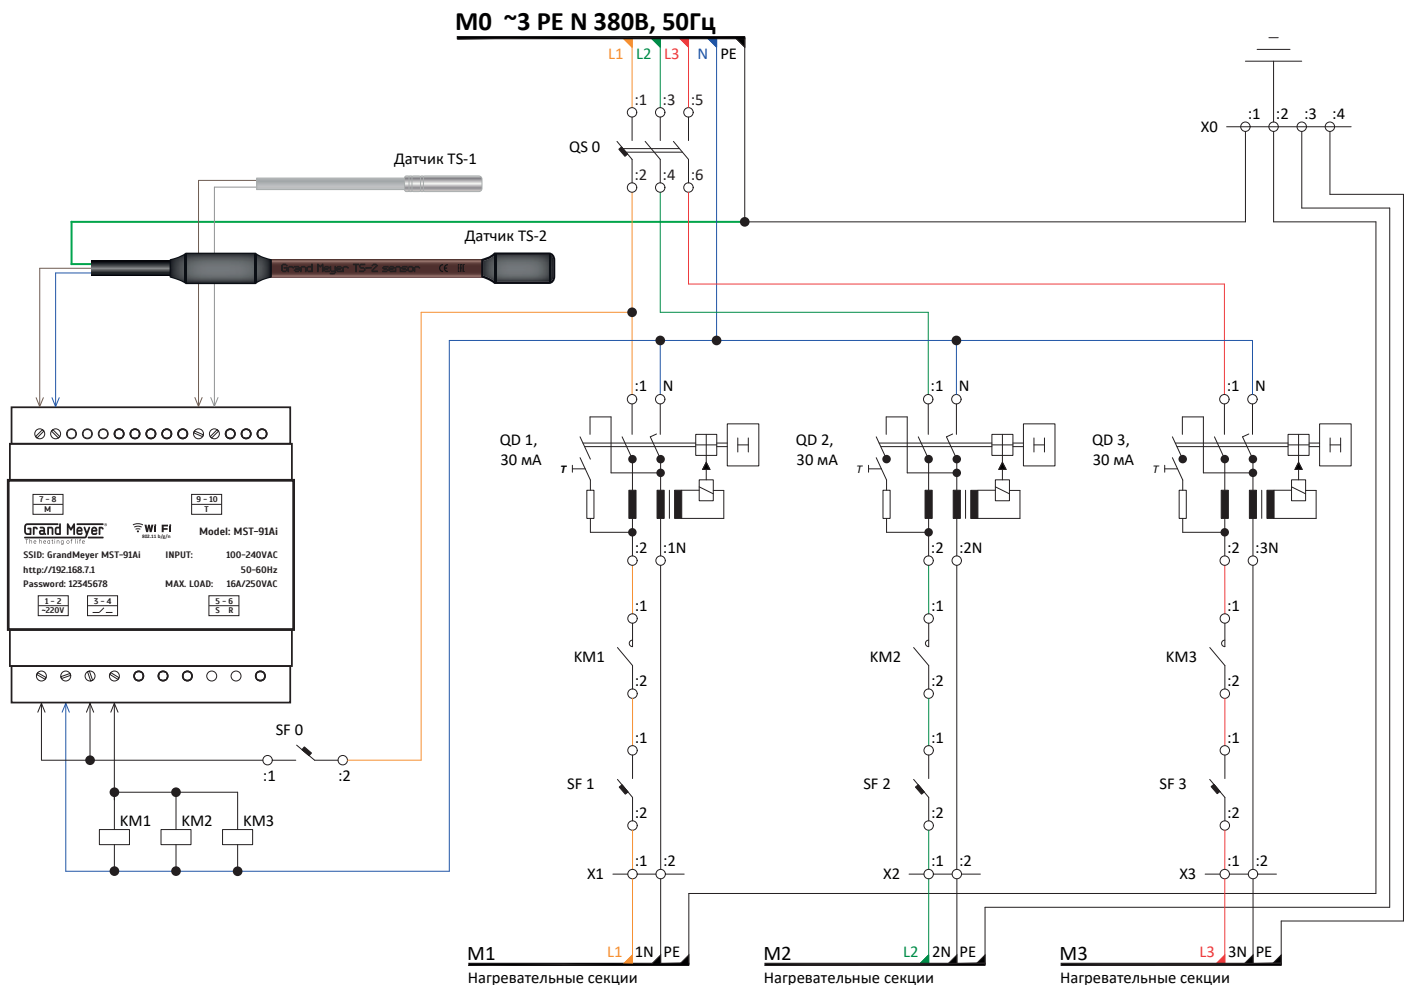 M0 ~3 PE N 380В, 50Гц
L1 L2 L3 N PE
:1 :3 :5
QS 0
:2 :4 :6
X0 :1 :2 :3 :4
Датчик TS-1
Датчик TS-2
Grand Meyer TS-2 sensor CE EAC
:1 N
:1 N
:1 N
QD 1,
30 мА
T
H
QD 2,
30 мА
T
H
QD 3,
30 мА
T
H
7 - 8
M
9 - 10
T
Grand Meyer®
The heating of life
WI FI
802.11 b/g/n
Model: MST-91Ai
SSID: GrandMeyer MST-91Ai INPUT: 100-240VAC
http://192.168.7.1 50-60Hz
Password: 12345678 MAX. LOAD: 16A/250VAC
1 - 2
~220V
3 - 4
5 - 6
S R
:2 :1N
:2 :2N
:2 :3N
:1
:1
:1
KM1
KM2
KM3
:2
:2
:2
SF 0
:1 :2
:1
:1
:1
SF 1
SF 2
SF 3
:2
:2
:2
KM1 KM2 KM3
X1 :1 :2
X2 :1 :2
X3 :1 :2
M1 L1 1N PE
Нагревательные секции
M2 L2 2N PE
Нагревательные секции
M3 L3 3N PE
Нагревательные секции